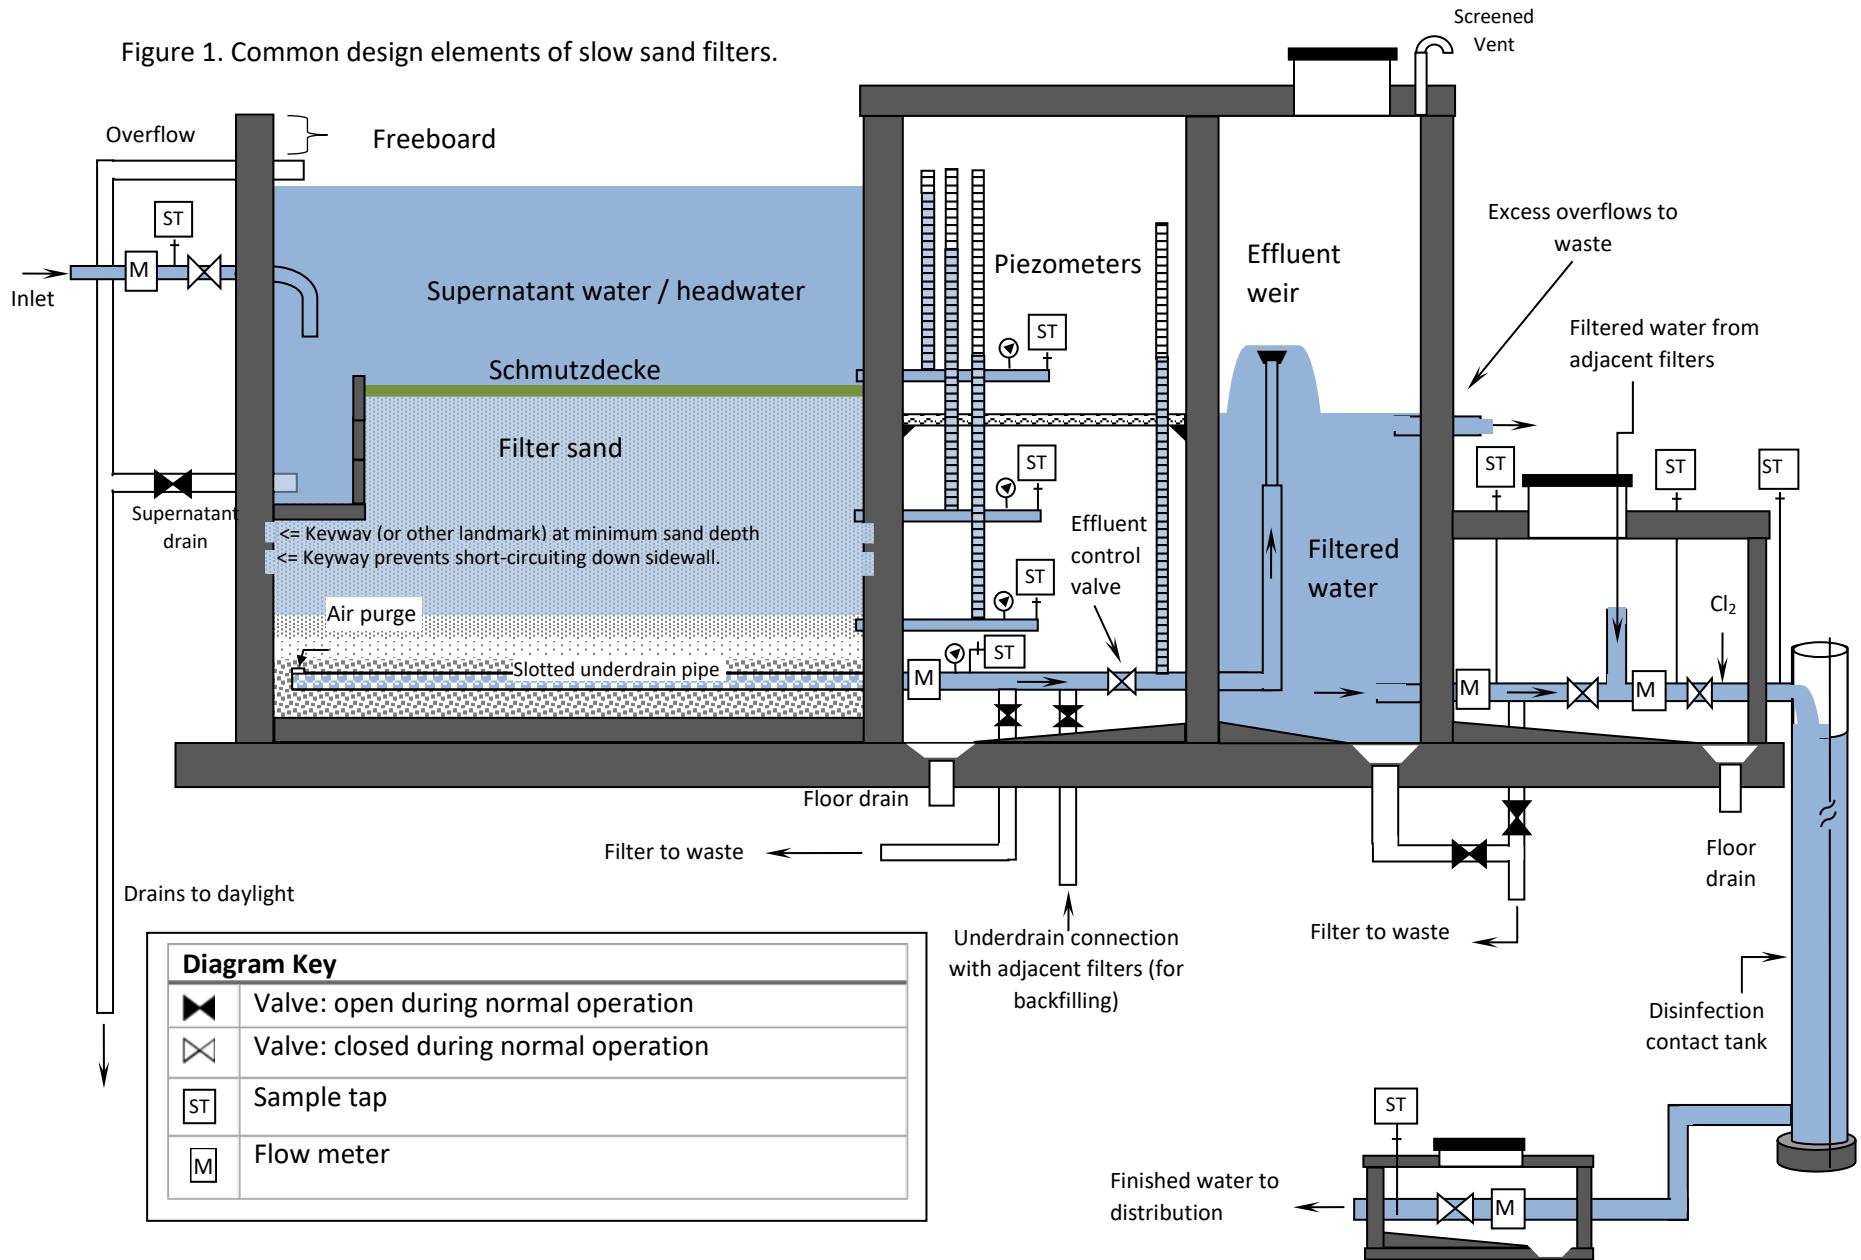 Figure 1. Common design elements of slow sand filters.
Screened
Vent
Overflow
Freeboard
ST
M
Inlet
Supernatant water / headwater
Schmutzdecke
Filter sand
Supernatant
drain
<= Keyway (or other landmark) at minimum sand depth
<= Keyway prevents short-circuiting down sidewall.
Air purge
Slotted underdrain pipe
Piezometers
ST
ST
ST
ST
M
Effluent
control
valve
Effluent
weir
Filtered
water
Excess overflows to
waste
Filtered water from
adjacent filters
ST
ST
ST
Cl₂
M
M
Floor drain
Filter to waste
Underdrain connection
with adjacent filters (for
backfilling)
Filter to waste
Floor
drain
Disinfection
contact tank
Drains to daylight
Diagram Key
Valve: open during normal operation
Valve: closed during normal operation
ST
Sample tap
M
Flow meter
ST
M
Finished water to
distribution